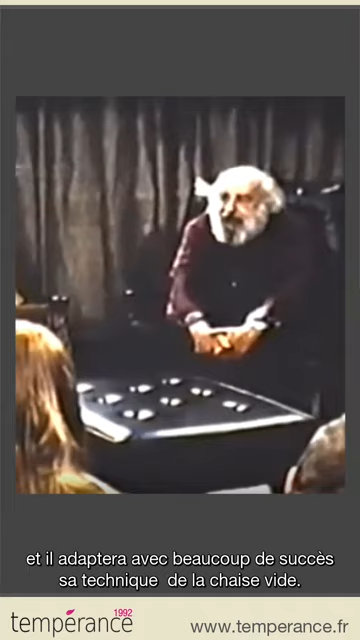 et il adaptera avec beaucoup de succès
sa technique de la chaise vide.
1992
tempérance
www.temperance.fr